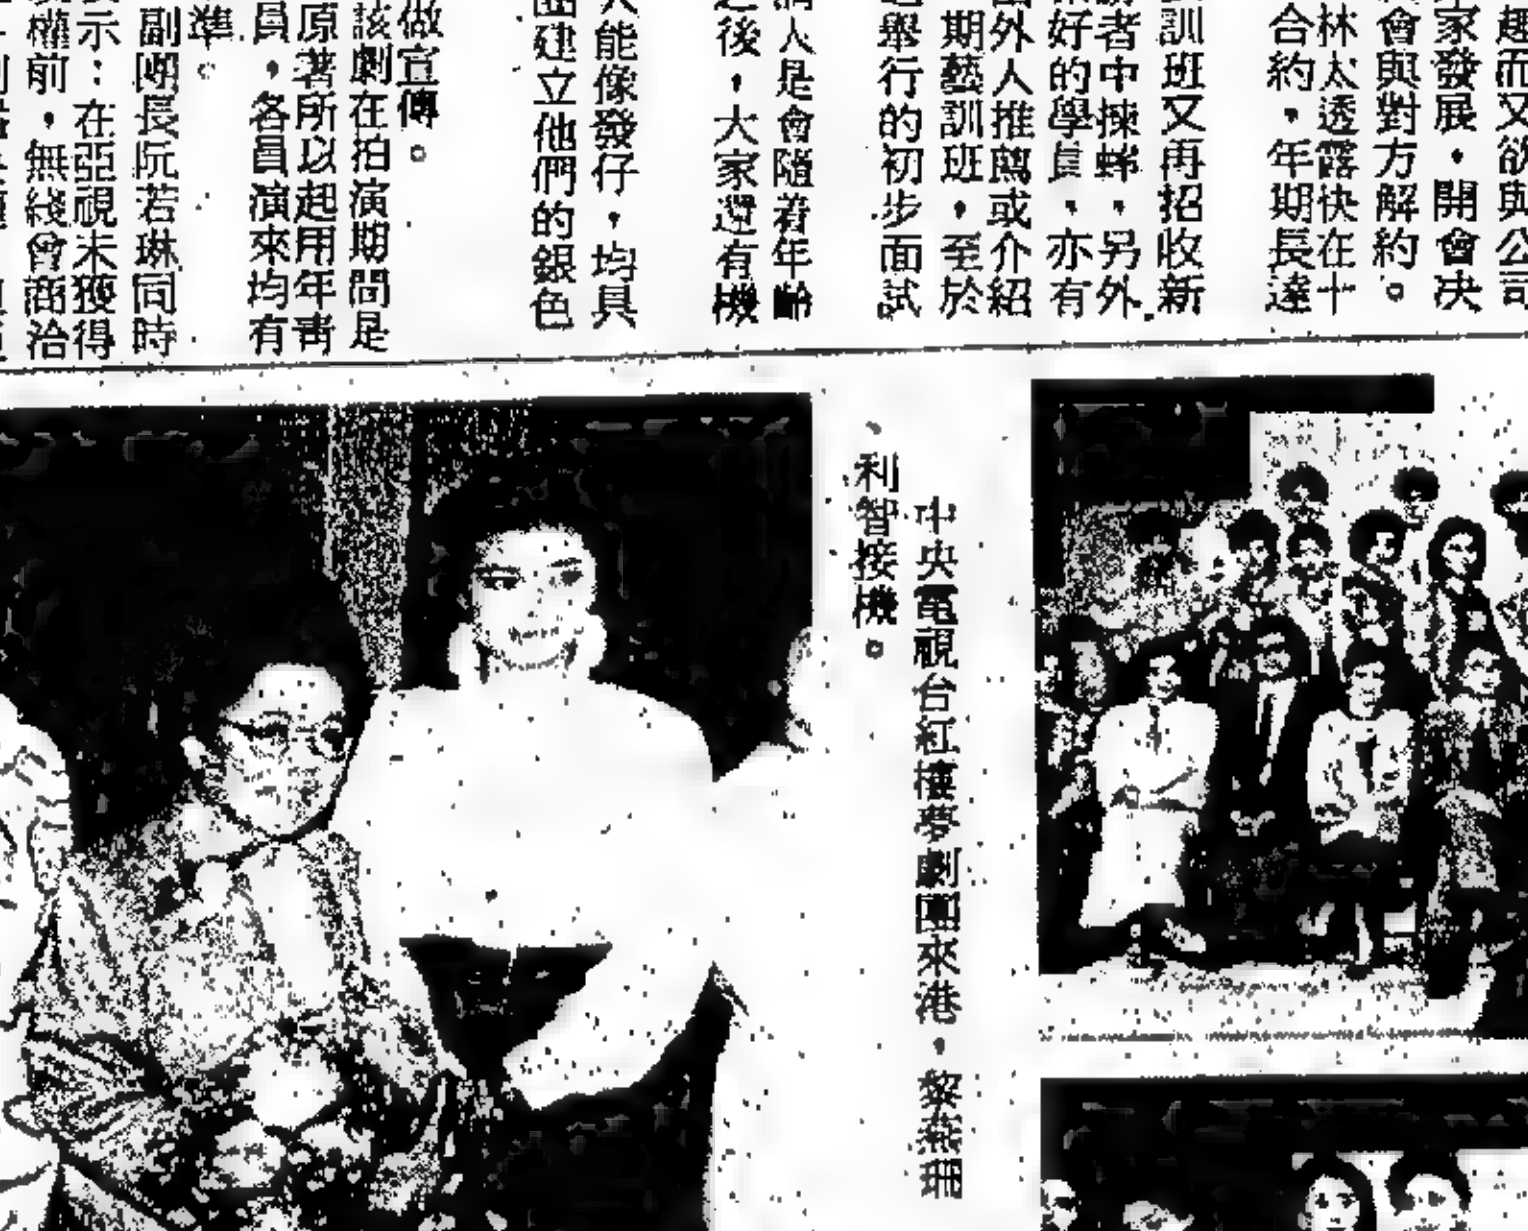 趣而又欲與公司
家發展，開會決
會與對方解約。
林太透露快在十
合約，年期長達
訓班又再招收新
者中揀蟀，另外
好的學員，亦有
外人推薦或介紹
期藝訓班，至於
舉行的初步面試
人是會隨着年齡
後，大家還有機
能像發仔，均具
建立他們的銀色
做宣傳。
該劇在拍演期間是
原著所以起用年青
員，各員演來均有
準。
副團長阮若琳同時
示：在亞視未獲得
權前，無綫會商洽
中央電視台紅樓夢劇團來港，黎燕珊
、利智接機。